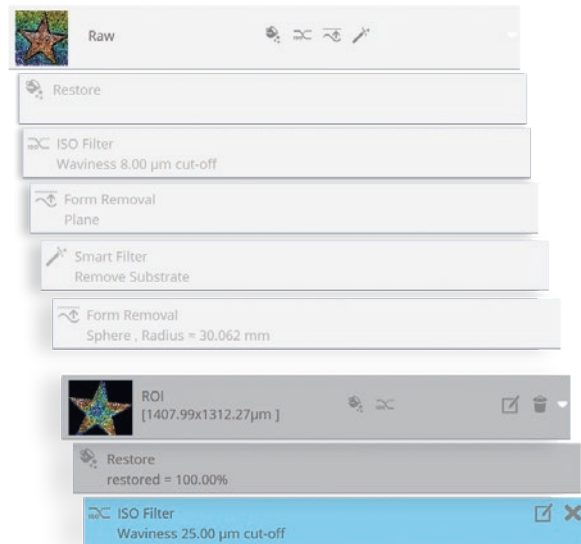 Raw
Restore
ISO Filter
Waviness 8.00 µm cut-off
Form Removal
Plane
Smart Filter
Remove Substrate
Form Removal
Sphere , Radius = 30.062 mm
ROI
[1407.99x1312.27µm ]
Restore
restored = 100.00%
ISO Filter
Waviness 25.00 µm cut-off